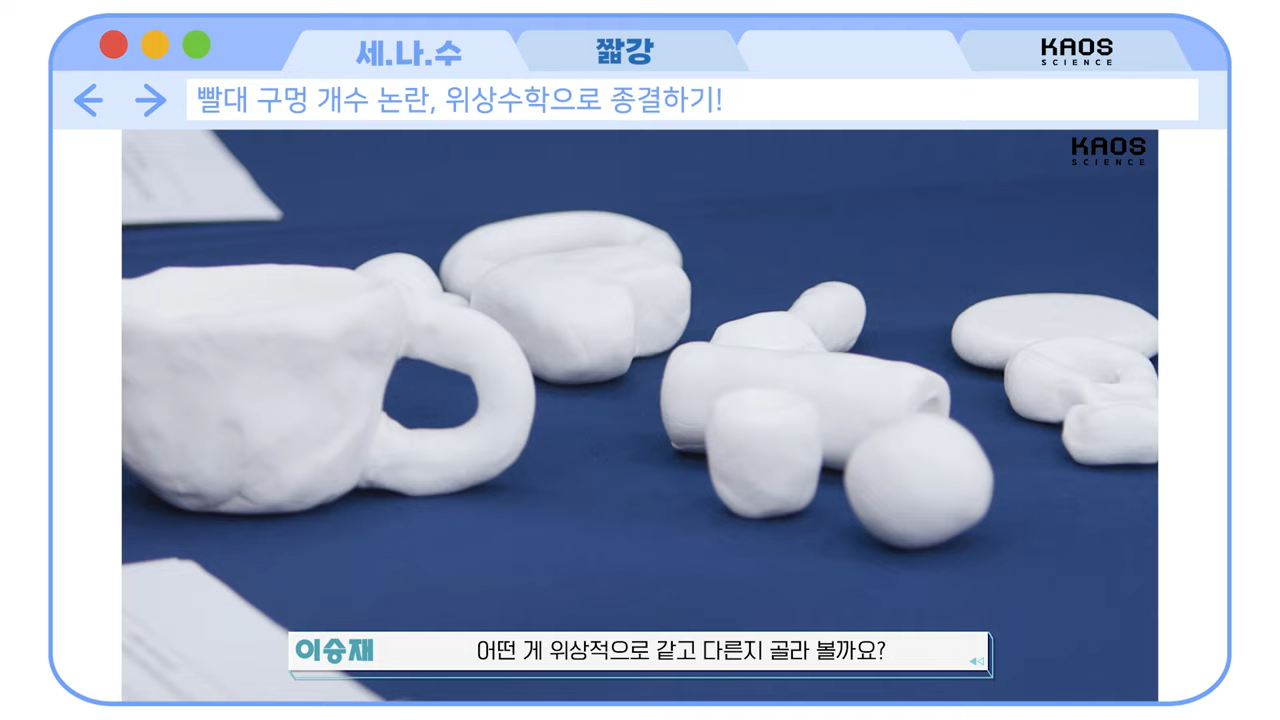 세.나.수
짧강
KAOS
SCIENCE
빨대 구멍 개수 논란, 위상수학으로 종결하기!
KAOS
SCIENCE
이승재
어떤 게 위상적으로 같고 다른지 골라 볼까요?